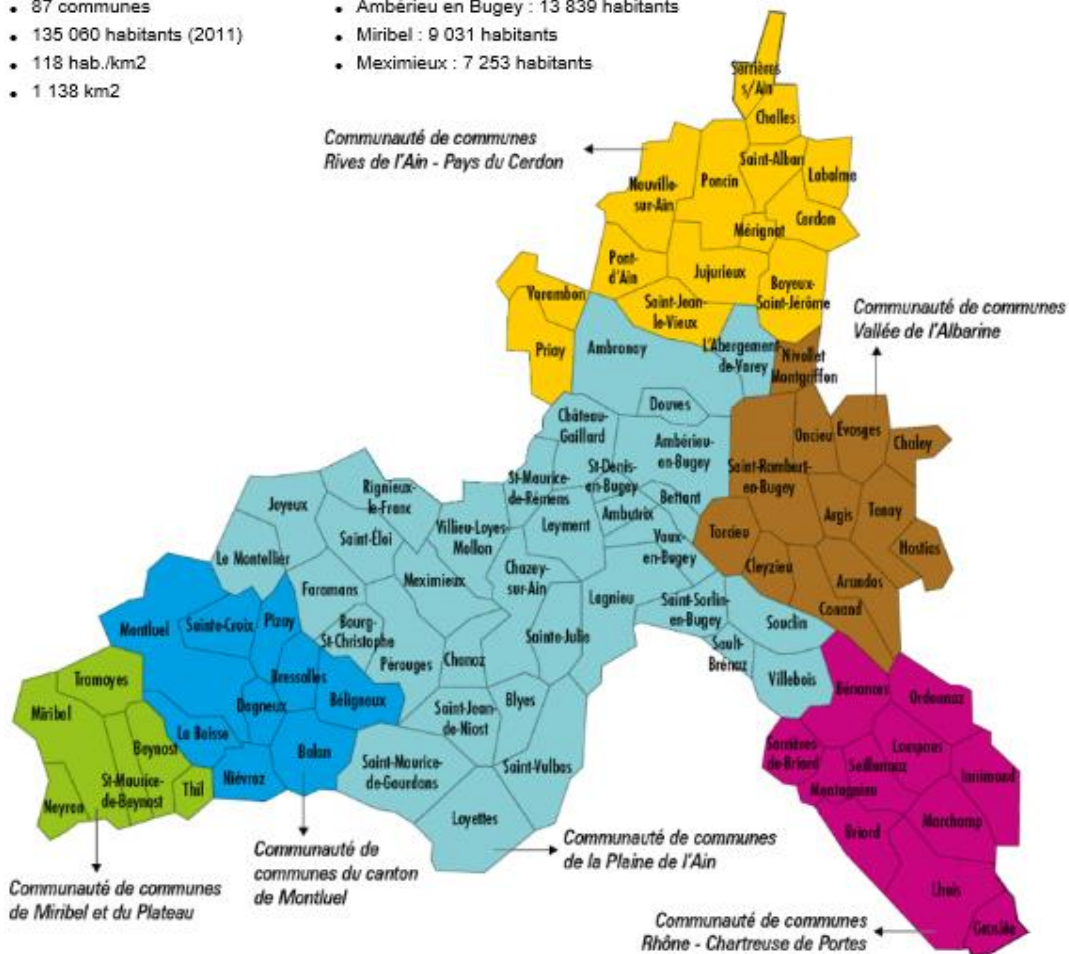 • 87 communes
• 135 060 habitants (2011)
• 118 hab./km2
• 1 138 km2
• Ambérieu en Bugey : 13 839 habitants
• Miribel : 9 031 habitants
• Meximieux : 7 253 habitants
Communauté de communes
Rives de l'Ain - Pays du Cerdon
Serrières
s/Ain
Challes
Saint-Alban
Labalme
Neuville-
sur-Ain
Poncin
Cerdon
Mérignat
Pont-
d'Ain
Jujurieux
Boyeux-
Saint-Jérôme
Varambon
Saint-Jean-
le-Vieux
Priay
Communauté de communes
Vallée de l'Albarine
Ambronay
L'Abergement-
de-Varey
Nivollet
Montgriffon
Douves
Château-
Gaillard
Oncieu
Évosges
Chaley
Ambérieu-
en-Bugey
St-Denis-
en-Bugey
Saint-Rambert-
en-Bugey
St-Maurice-
de-Rémens
Rignieux-
le-Franc
Joyeux
Bettant
Villieu-Loyes-
Mollon
Leyment
Ambutrix
Argis
Tenay
Torcieu
Saint-Éloi
Vaux-
en-Bugey
Hostias
Le Montellier
Chazey-
sur-Ain
Cleyzieu
Meximieux
Arandas
Faramans
Lagnieu
Saint-Sorlin-
en-Bugey
Conand
Montluel
Sainte-Croix
Pizay
Bourg-
St-Christophe
Sainte-Julie
Souclin
Sault-
Brénaz
Pérouges
Charnoz
Tramoyes
Bressolles
Villebois
Bénonces
Béligneux
Dagneux
Saint-Jean-
de-Niost
Blyes
Ordonnaz
Miribel
La Boisse
Beynost
Balan
Saint-Maurice-
de-Gourdans
Saint-Vulbas
Serrières-
de-Briord
Lompnas
Seillonnaz
Innimond
St-Maurice-
de-Beynost
Thil
Niévroz
Montagnieu
Neyron
Loyettes
Briord
Marchamp
Communauté de communes
de la Plaine de l'Ain
Communauté de
communes du canton
de Montluel
Communauté de communes
de Miribel et du Plateau
Lhuis
Groslée
Communauté de communes
Rhône - Chartreuse de Portes